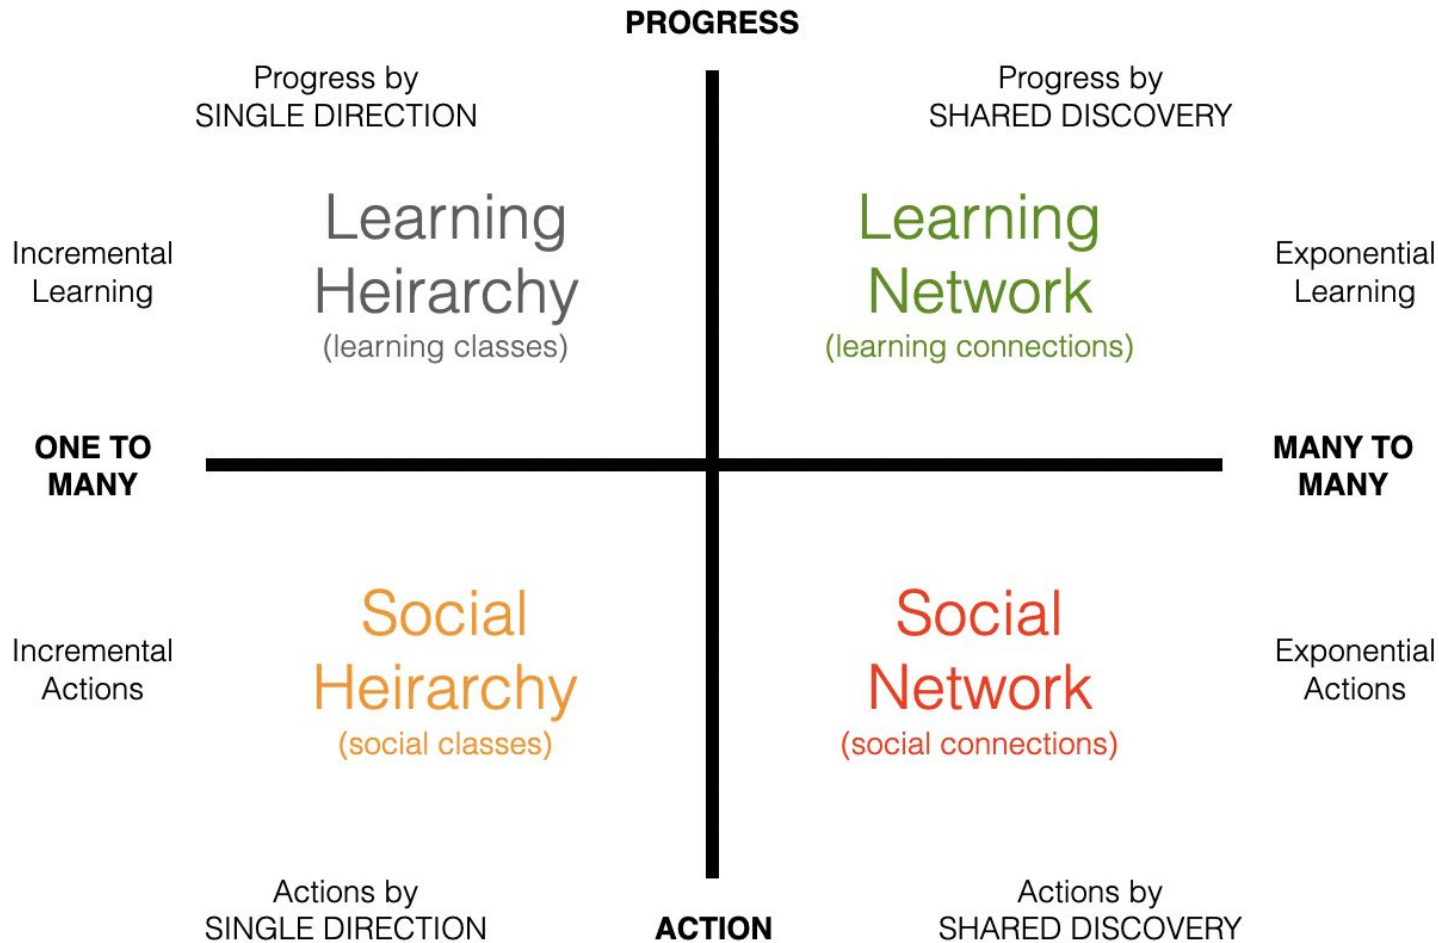 PROGRESS
Progress by
SINGLE DIRECTION
Progress by
SHARED DISCOVERY
Incremental
Learning
Learning
Heirarchy
(learning classes)
Learning
Network
(learning connections)
Exponential
Learning
ONE TO
MANY
MANY TO
MANY
Incremental
Actions
Social
Heirarchy
(social classes)
Social
Network
(social connections)
Exponential
Actions
Actions by
SINGLE DIRECTION
ACTION
Actions by
SHARED DISCOVERY